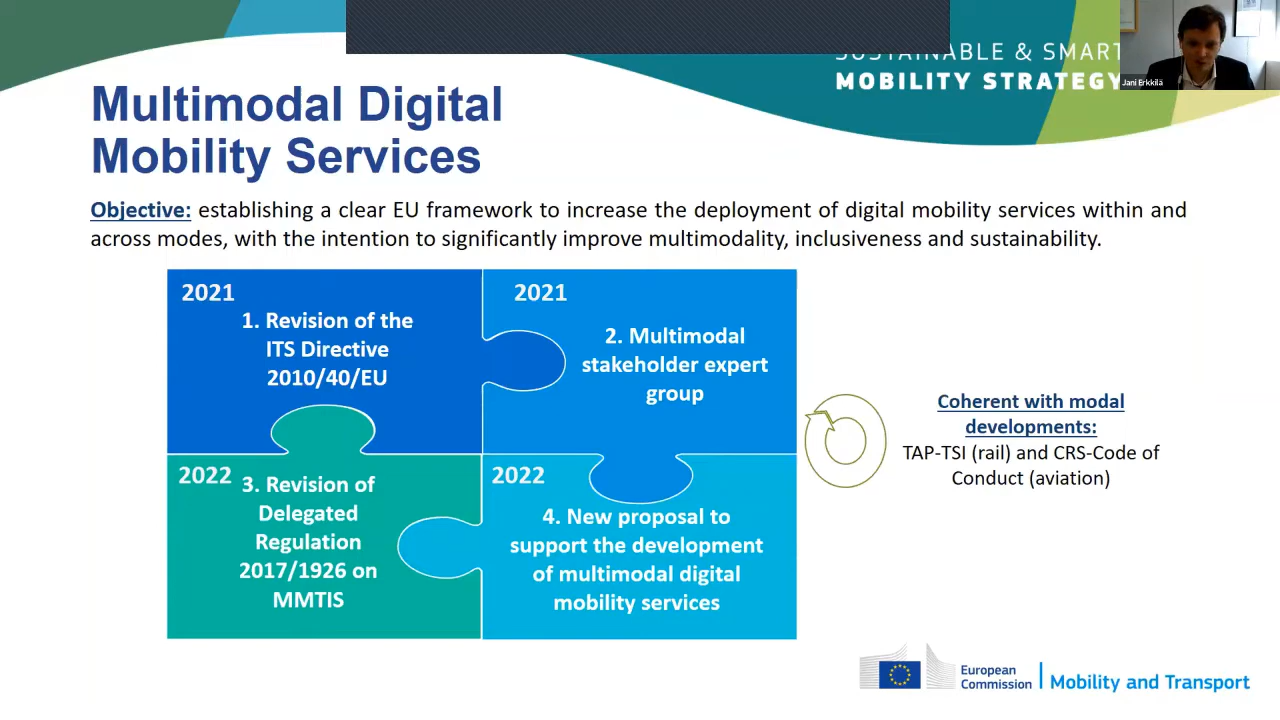 SUSTAINABLE & SMART
MOBILITY STRATEGY
Jani Erkkilä
Multimodal Digital
Mobility Services
Objective: establishing a clear EU framework to increase the deployment of digital mobility services within and
across modes, with the intention to significantly improve multimodality, inclusiveness and sustainability.
2021
1. Revision of the
ITS Directive
2010/40/EU
2021
2. Multimodal
stakeholder expert
group
Coherent with modal
developments:
TAP-TSI (rail) and CRS-Code of
Conduct (aviation)
2022
3. Revision of
Delegated
Regulation
2017/1926 on
MMTIS
2022
4. New proposal to
support the development
of multimodal digital
mobility services
European
Commission
Mobility and Transport